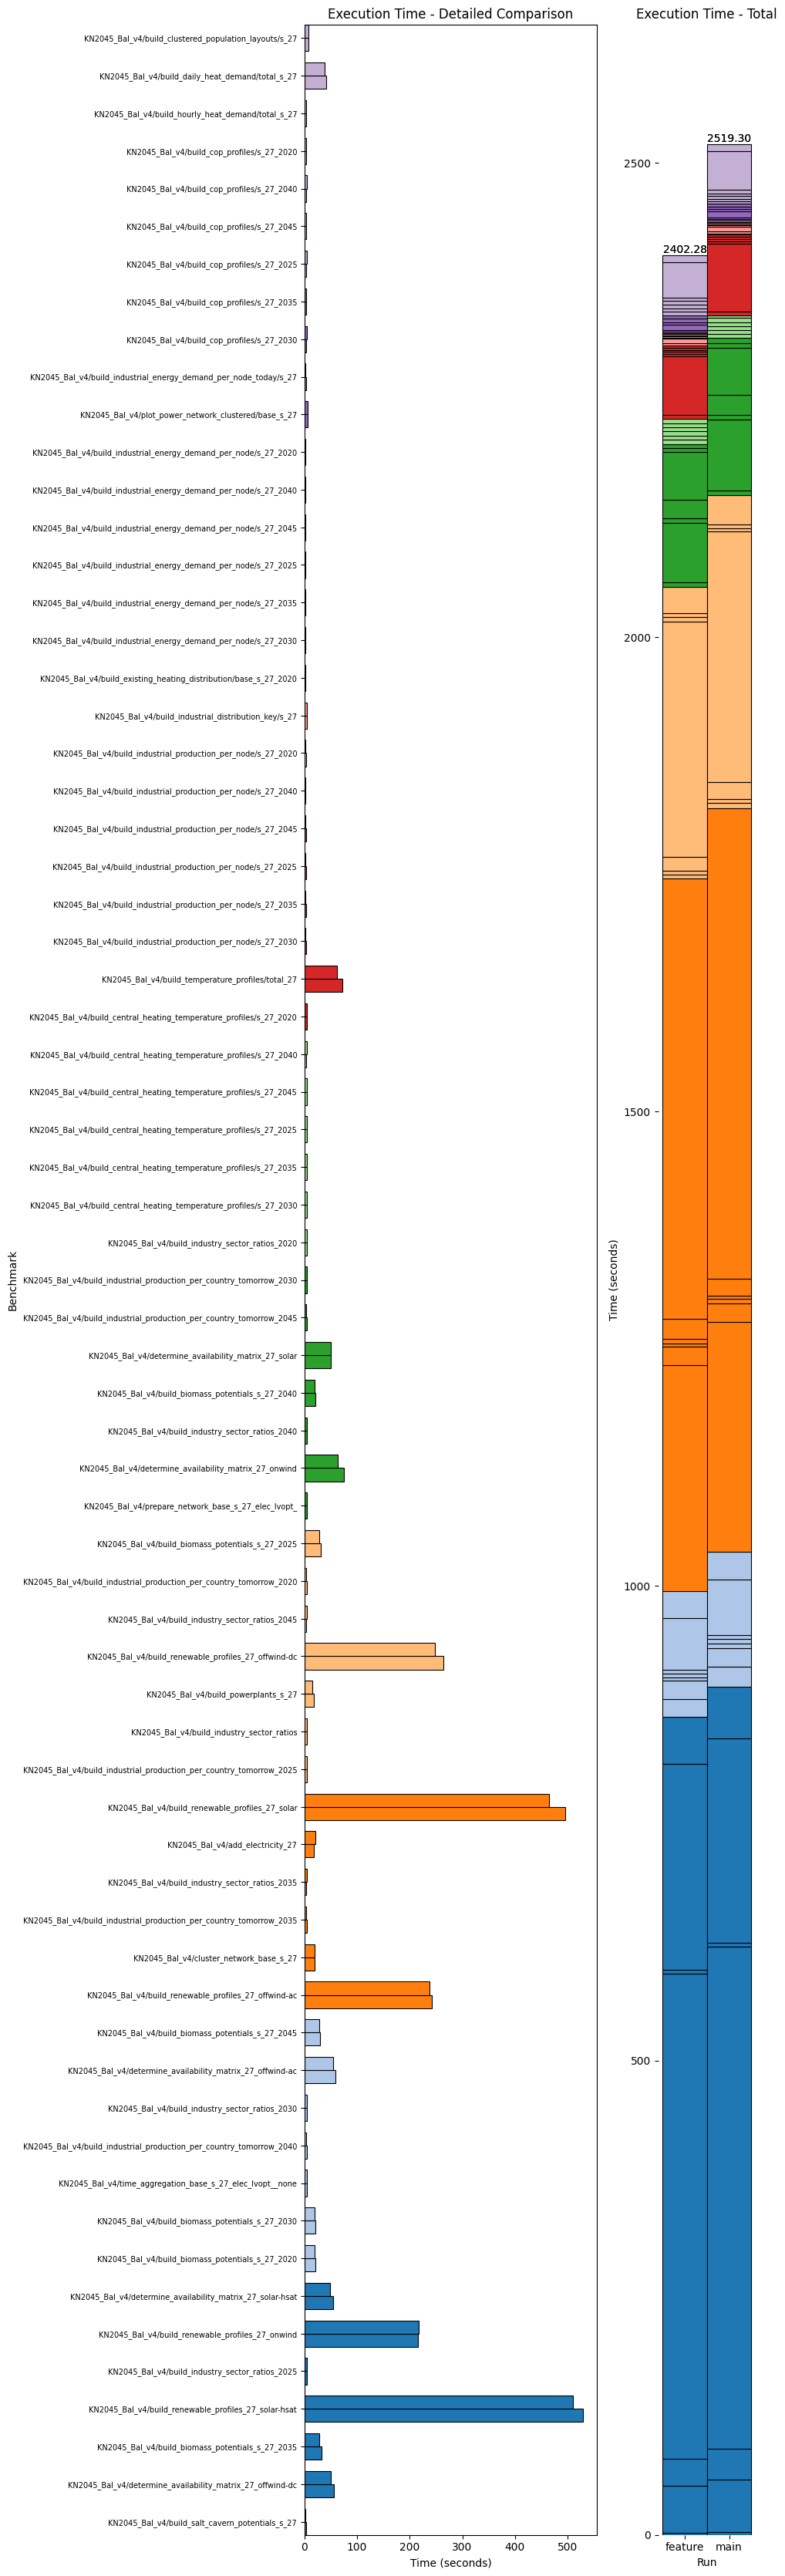 Execution Time - Detailed Comparison
Execution Time - Total
KN2045_Bal_v4/build_clustered_population_layouts/s_27
KN2045_Bal_v4/build_daily_heat_demand/total_s_27
KN2045_Bal_v4/build_hourly_heat_demand/total_s_27
KN2045_Bal_v4/build_cop_profiles/s_27_2020
KN2045_Bal_v4/build_cop_profiles/s_27_2040
KN2045_Bal_v4/build_cop_profiles/s_27_2045
KN2045_Bal_v4/build_cop_profiles/s_27_2025
KN2045_Bal_v4/build_cop_profiles/s_27_2035
KN2045_Bal_v4/build_cop_profiles/s_27_2030
KN2045_Bal_v4/build_industrial_energy_demand_per_node_today/s_27
KN2045_Bal_v4/plot_power_network_clustered/base_s_27
KN2045_Bal_v4/build_industrial_energy_demand_per_node/s_27_2020
KN2045_Bal_v4/build_industrial_energy_demand_per_node/s_27_2040
KN2045_Bal_v4/build_industrial_energy_demand_per_node/s_27_2045
KN2045_Bal_v4/build_industrial_energy_demand_per_node/s_27_2025
KN2045_Bal_v4/build_industrial_energy_demand_per_node/s_27_2035
KN2045_Bal_v4/build_industrial_energy_demand_per_node/s_27_2030
KN2045_Bal_v4/build_existing_heating_distribution/base_s_27_2020
KN2045_Bal_v4/build_industrial_distribution_key/s_27
KN2045_Bal_v4/build_industrial_production_per_node/s_27_2020
KN2045_Bal_v4/build_industrial_production_per_node/s_27_2040
KN2045_Bal_v4/build_industrial_production_per_node/s_27_2045
KN2045_Bal_v4/build_industrial_production_per_node/s_27_2025
KN2045_Bal_v4/build_industrial_production_per_node/s_27_2035
KN2045_Bal_v4/build_industrial_production_per_node/s_27_2030
KN2045_Bal_v4/build_temperature_profiles/total_27
KN2045_Bal_v4/build_central_heating_temperature_profiles/s_27_2020
KN2045_Bal_v4/build_central_heating_temperature_profiles/s_27_2040
KN2045_Bal_v4/build_central_heating_temperature_profiles/s_27_2045
KN2045_Bal_v4/build_central_heating_temperature_profiles/s_27_2025
KN2045_Bal_v4/build_central_heating_temperature_profiles/s_27_2035
KN2045_Bal_v4/build_central_heating_temperature_profiles/s_27_2030
KN2045_Bal_v4/build_industry_sector_ratios_2020
KN2045_Bal_v4/build_industrial_production_per_country_tomorrow_2030
KN2045_Bal_v4/build_industrial_production_per_country_tomorrow_2045
KN2045_Bal_v4/determine_availability_matrix_27_solar
KN2045_Bal_v4/build_biomass_potentials_s_27_2040
KN2045_Bal_v4/build_industry_sector_ratios_2040
KN2045_Bal_v4/determine_availability_matrix_27_onwind
KN2045_Bal_v4/prepare_network_base_s_27_elec_lvopt_
KN2045_Bal_v4/build_biomass_potentials_s_27_2025
KN2045_Bal_v4/build_industrial_production_per_country_tomorrow_2020
KN2045_Bal_v4/build_industry_sector_ratios_2045
KN2045_Bal_v4/build_renewable_profiles_27_offwind-dc
KN2045_Bal_v4/build_powerplants_s_27
KN2045_Bal_v4/build_industry_sector_ratios
KN2045_Bal_v4/build_industrial_production_per_country_tomorrow_2025
KN2045_Bal_v4/build_renewable_profiles_27_solar
KN2045_Bal_v4/add_electricity_27
KN2045_Bal_v4/build_industry_sector_ratios_2035
KN2045_Bal_v4/build_industrial_production_per_country_tomorrow_2035
KN2045_Bal_v4/cluster_network_base_s_27
KN2045_Bal_v4/build_renewable_profiles_27_offwind-ac
KN2045_Bal_v4/build_biomass_potentials_s_27_2045
KN2045_Bal_v4/determine_availability_matrix_27_offwind-ac
KN2045_Bal_v4/build_industry_sector_ratios_2030
KN2045_Bal_v4/build_industrial_production_per_country_tomorrow_2040
KN2045_Bal_v4/time_aggregation_base_s_27_elec_lvopt__none
KN2045_Bal_v4/build_biomass_potentials_s_27_2030
KN2045_Bal_v4/build_biomass_potentials_s_27_2020
KN2045_Bal_v4/determine_availability_matrix_27_solar-hsat
KN2045_Bal_v4/build_renewable_profiles_27_onwind
KN2045_Bal_v4/build_industry_sector_ratios_2025
KN2045_Bal_v4/build_renewable_profiles_27_solar-hsat
KN2045_Bal_v4/build_biomass_potentials_s_27_2035
KN2045_Bal_v4/determine_availability_matrix_27_offwind-dc
KN2045_Bal_v4/build_salt_cavern_potentials_s_27
Benchmark
0 100 200 300 400 500
Time (seconds)
2519.30
2402.28
2500
2000
1500
1000
500
0
Time (seconds)
feature main
Run